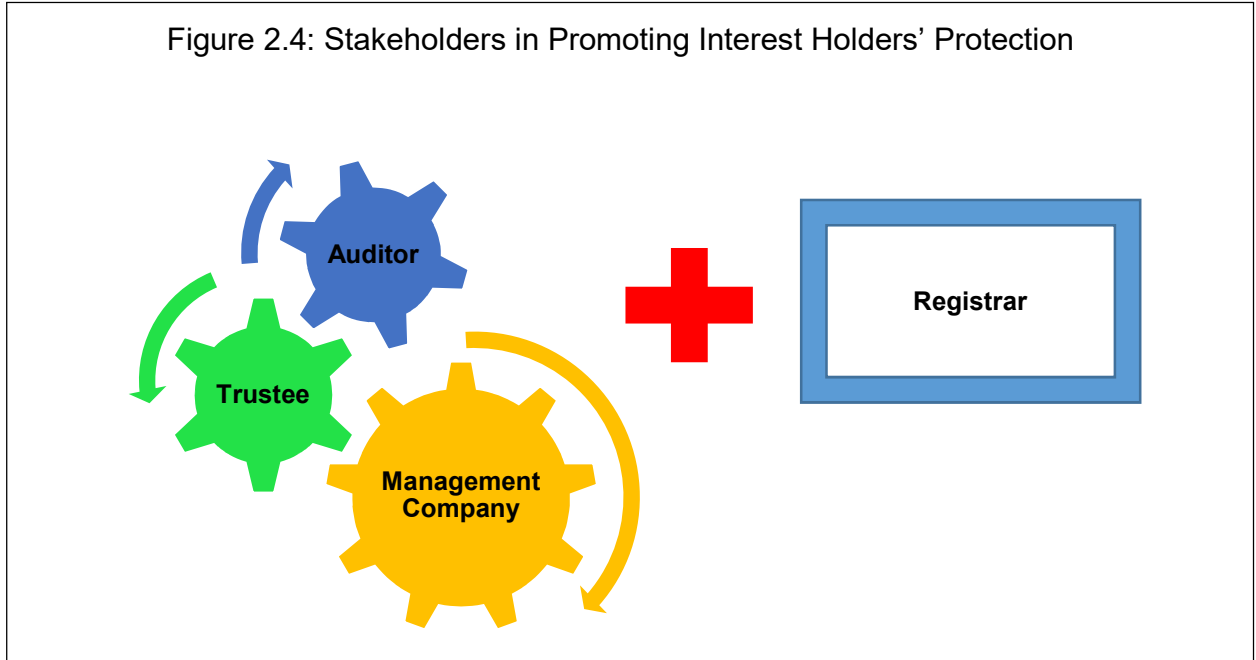 Figure 2.4: Stakeholders in Promoting Interest Holders’ Protection
Auditor
Trustee
Management
Company
Registrar